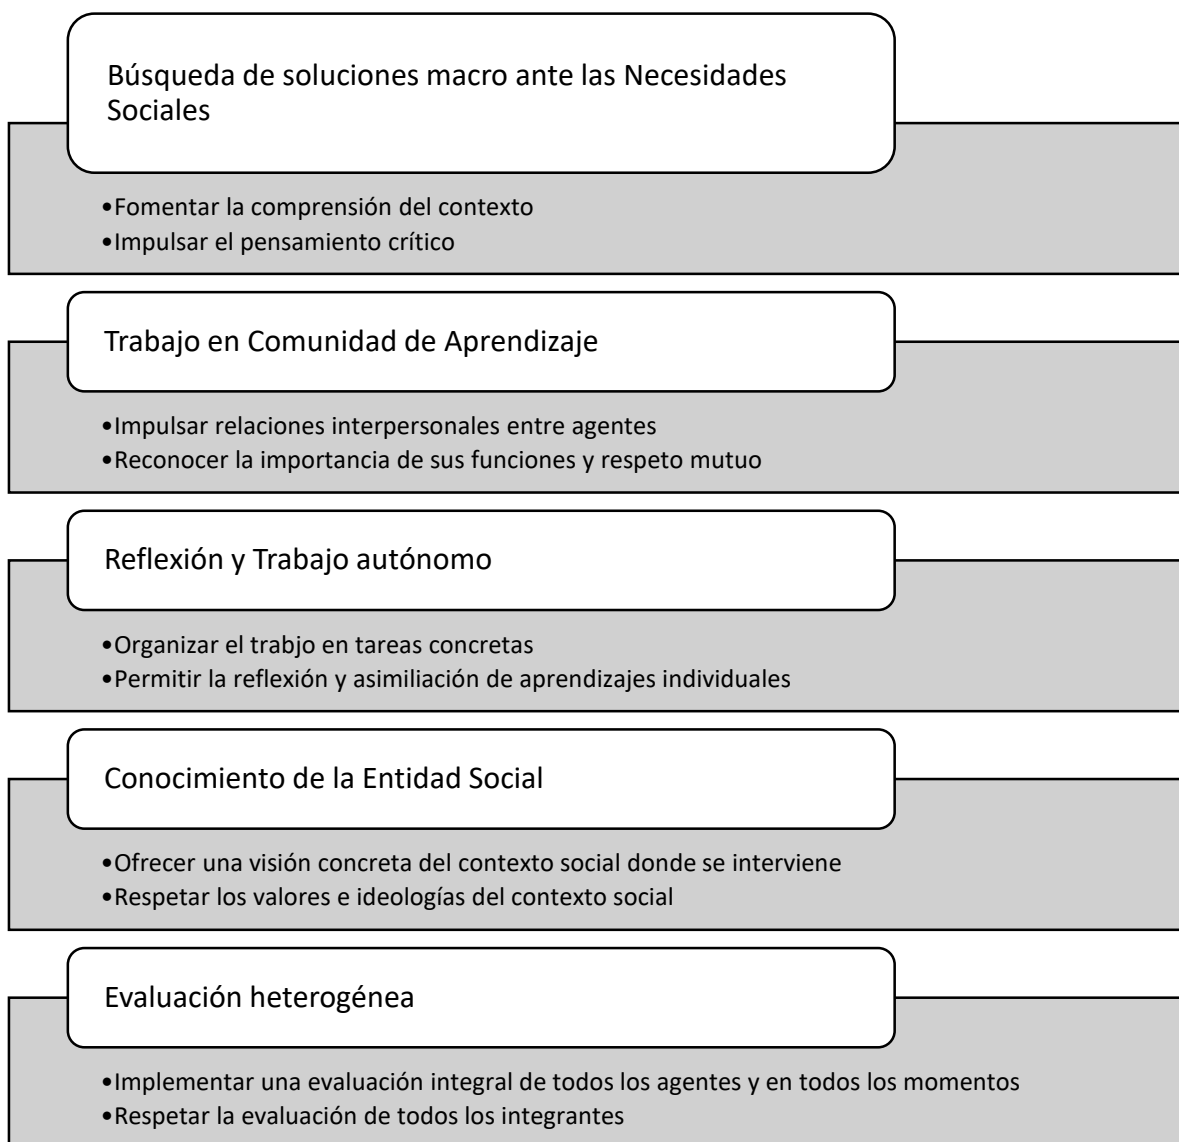 Búsqueda de soluciones macro ante las Necesidades
Sociales
•Fomentar la comprensión del contexto
•Impulsar el pensamiento crítico
Trabajo en Comunidad de Aprendizaje
•Impulsar relaciones interpersonales entre agentes
•Reconocer la importancia de sus funciones y respeto mutuo
Reflexión y Trabajo autónomo
•Organizar el trabjo en tareas concretas
•Permitir la reflexión y asimiliación de aprendizajes individuales
Conocimiento de la Entidad Social
•Ofrecer una visión concreta del contexto social donde se interviene
•Respetar los valores e ideologías del contexto social
Evaluación heterogénea
•Implementar una evaluación integral de todos los agentes y en todos los momentos
•Respetar la evaluación de todos los integrantes